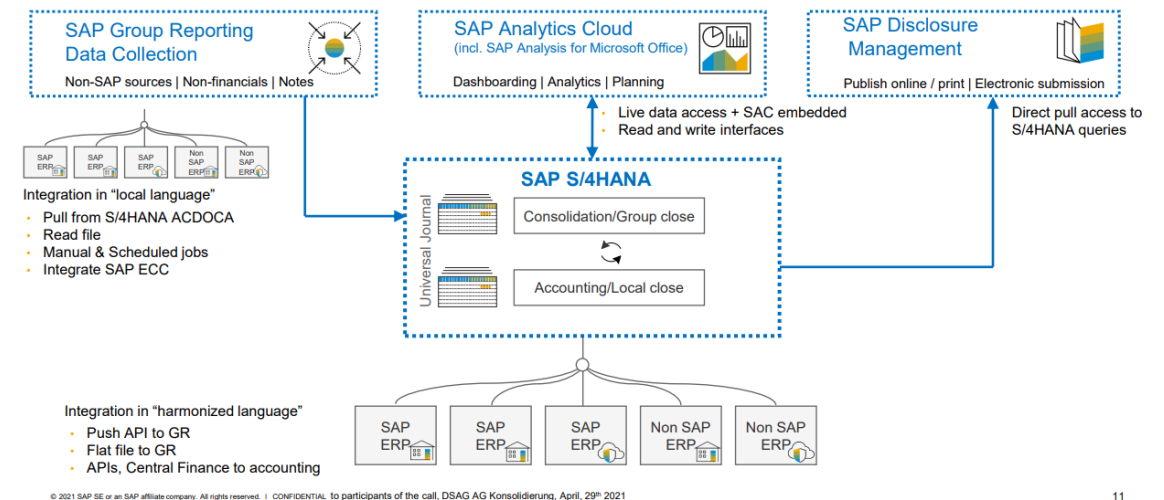 SAP Group Reporting
Data Collection
Non-SAP sources | Non-financials | Notes
SAP Analytics Cloud
(incl. SAP Analysis for Microsoft Office)
Dashboarding | Analytics | Planning
SAP Disclosure
Management
Publish online / print | Electronic submission
• Live data access + SAC embedded
• Read and write interfaces
Direct pull access to
S/4HANA queries
SAP
ERP
SAP
ERP
SAP
ERP
Non
SAP
ERP
Non
SAP
ERP
Integration in “local language”
• Pull from S/4HANA ACDOCA
• Read file
• Manual & Scheduled jobs
• Integrate SAP ECC
SAP S/4HANA
Universal Journal
Consolidation/Group close
Accounting/Local close
Integration in “harmonized language”
• Push API to GR
• Flat file to GR
• APIs, Central Finance to accounting
SAP
ERP
SAP
ERP
SAP
ERP
Non SAP
ERP
Non SAP
ERP
© 2021 SAP SE or an SAP affiliate company. All rights reserved. | CONFIDENTIAL to participants of the call, DSAG AG Konsolidierung, April, 29th 2021
11